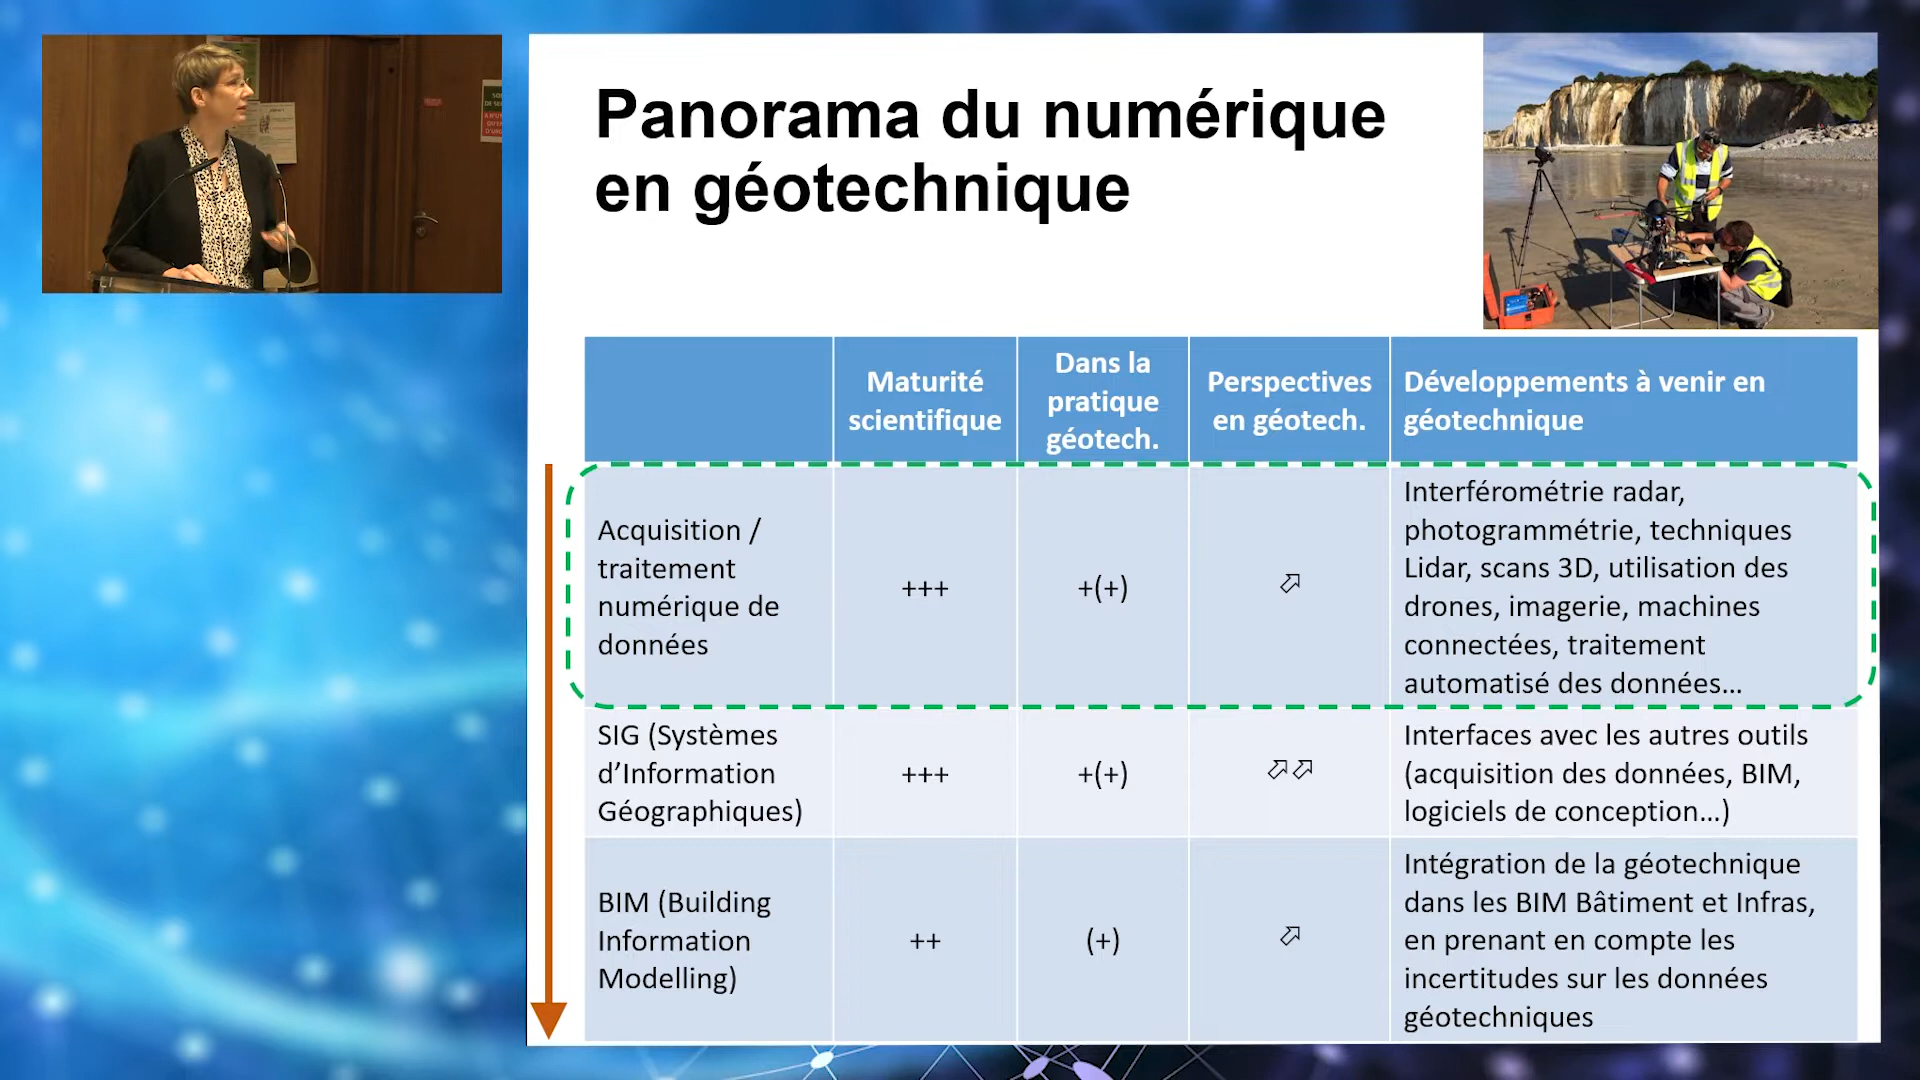 Panorama du numérique
en géotechnique
Maturité
scientifique
Dans la
pratique
géotech.
Perspectives
en géotech.
Développements à venir en
géotechnique
Acquisition /
traitement
numérique de
données
+++
+(+)
⬀
Interférométrie radar,
photogrammétrie, techniques
Lidar, scans 3D, utilisation des
drones, imagerie, machines
connectées, traitement
automatisé des données…
SIG (Systèmes
d’Information
Géographiques)
+++
+(+)
⬀⬀
Interfaces avec les autres outils
(acquisition des données, BIM,
logiciels de conception…)
BIM (Building
Information
Modelling)
++
(+)
⬀
Intégration de la géotechnique
dans les BIM Bâtiment et Infras,
en prenant en compte les
incertitudes sur les données
géotechniques